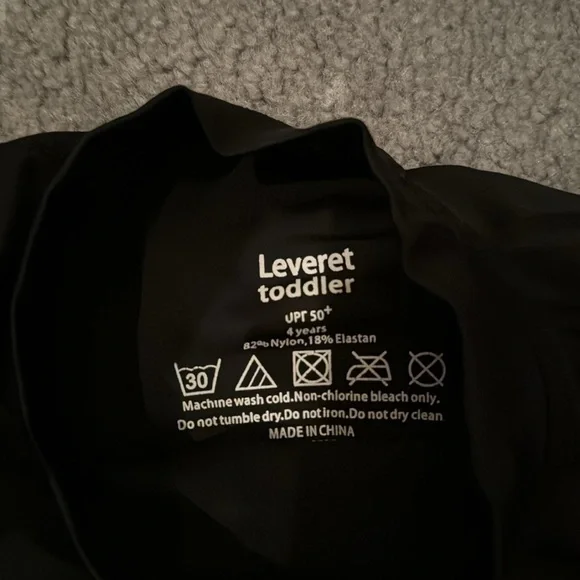 Leveret
toddler
UPF 50+
4 years
82% Nylon,18% Elastan
30
Machine wash cold.Non-chlorine bleach only.
Do not tumble dry.Do not iron.Do not dry clean
MADE IN CHINA